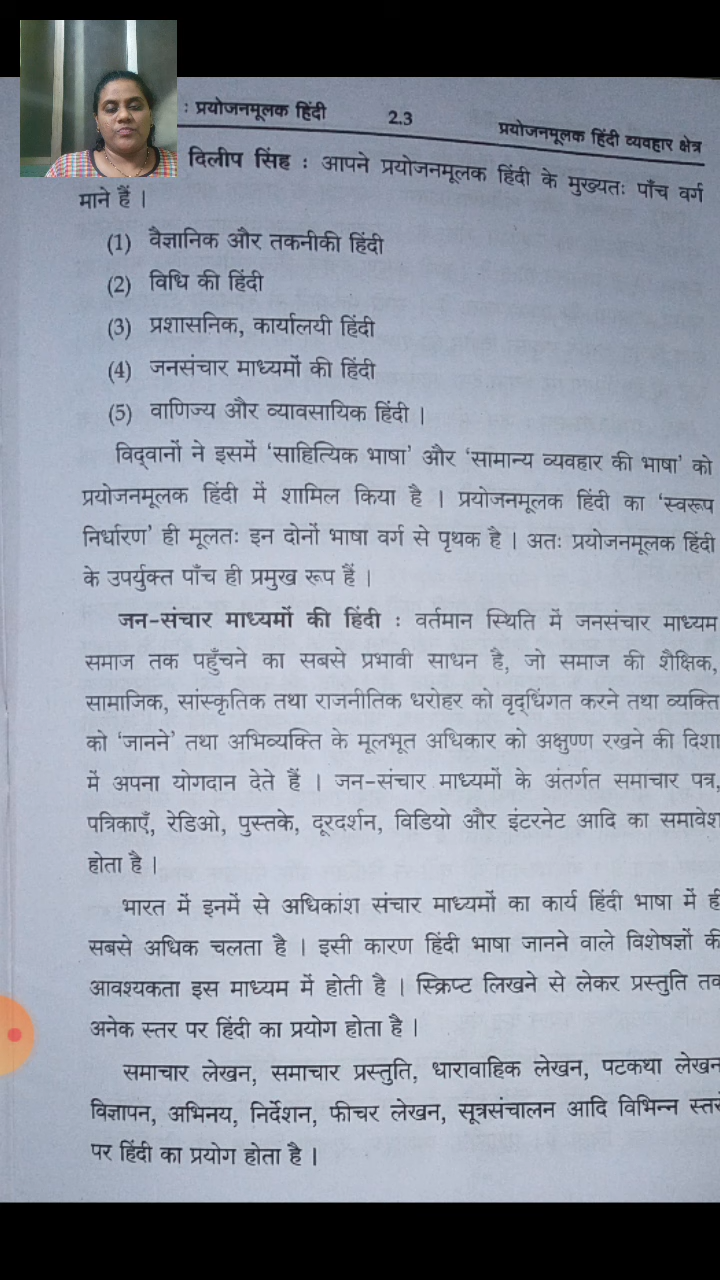 : प्रयोजनमूलक हिंदी 2.3 प्रयोजनमूलक हिंदी व्यवहार क्षेत्र
दिलीप सिंह : आपने प्रयोजनमूलक हिंदी के मुख्यतः पाँच वर्ग
माने हैं ।
(1) वैज्ञानिक और तकनीकी हिंदी
(2) विधि की हिंदी
(3) प्रशासनिक, कार्यालयी हिंदी
(4) जनसंचार माध्यमों की हिंदी
(5) वाणिज्य और व्यावसायिक हिंदी ।
विद्वानों ने इसमें ‘साहित्यिक भाषा’ और ‘सामान्य व्यवहार की भाषा’ को
प्रयोजनमूलक हिंदी में शामिल किया है । प्रयोजनमूलक हिंदी का ‘स्वरूप
निर्धारण’ ही मूलतः इन दोनों भाषा वर्ग से पृथक है । अतः प्रयोजनमूलक हिंदी
के उपर्युक्त पाँच ही प्रमुख रूप हैं ।
जन-संचार माध्यमों की हिंदी : वर्तमान स्थिति में जनसंचार माध्यम
समाज तक पहुँचने का सबसे प्रभावी साधन है, जो समाज की शैक्षिक,
सामाजिक, सांस्कृतिक तथा राजनीतिक धरोहर को वृद्धिंगत करने तथा व्यक्ति
को ‘जानने’ तथा अभिव्यक्ति के मूलभूत अधिकार को अक्षुण्ण रखने की दिशा
में अपना योगदान देते हैं । जन-संचार माध्यमों के अंतर्गत समाचार पत्र,
पत्रिकाएँ, रेडिओ, पुस्तके, दूरदर्शन, विडियो और इंटरनेट आदि का समावेश
होता है ।
भारत में इनमें से अधिकांश संचार माध्यमों का कार्य हिंदी भाषा में ही
सबसे अधिक चलता है । इसी कारण हिंदी भाषा जानने वाले विशेषज्ञों की
आवश्यकता इस माध्यम में होती है । स्क्रिप्ट लिखने से लेकर प्रस्तुति तक
अनेक स्तर पर हिंदी का प्रयोग होता है ।
समाचार लेखन, समाचार प्रस्तुति, धारावाहिक लेखन, पटकथा लेखन
विज्ञापन, अभिनय, निर्देशन, फीचर लेखन, सूत्रसंचालन आदि विभिन्न स्तर
पर हिंदी का प्रयोग होता है ।